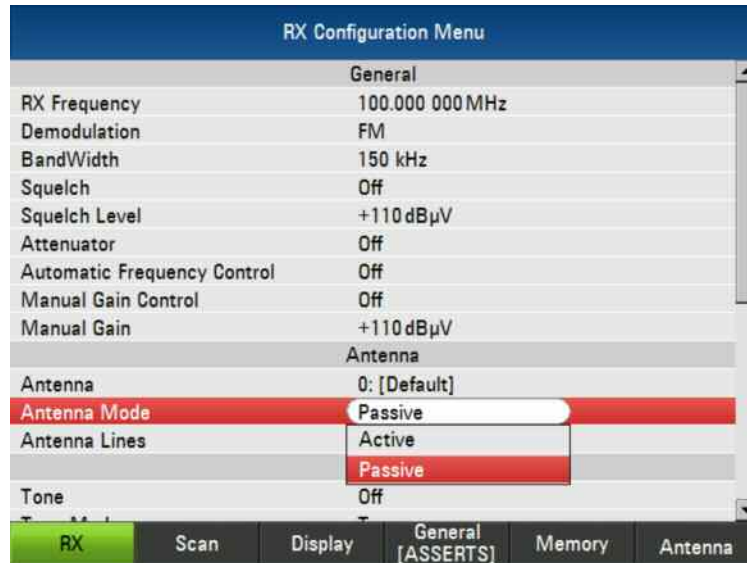 RX Configuration Menu
General
RX Frequency 100.000 000 MHz
Demodulation FM
BandWidth 150 kHz
Squelch Off
Squelch Level +110 dBµV
Attenuator Off
Automatic Frequency Control Off
Manual Gain Control Off
Manual Gain +110 dBµV
Antenna
Antenna 0: [Default]
Antenna Mode Passive
Antenna Lines Active
Passive
Tone Off
RX Scan Display General [ASSERTS] Memory Antenna